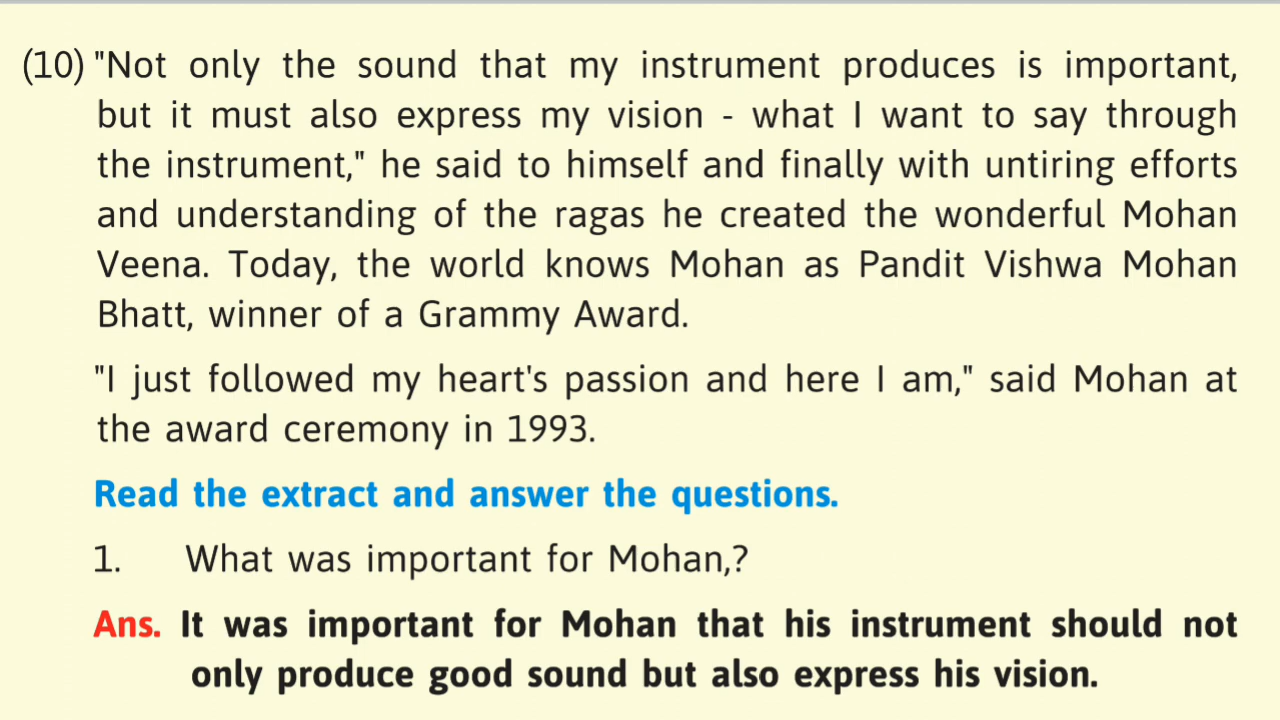 (10) "Not only the sound that my instrument produces is important,
but it must also express my vision - what I want to say through
the instrument," he said to himself and finally with untiring efforts
and understanding of the ragas he created the wonderful Mohan
Veena. Today, the world knows Mohan as Pandit Vishwa Mohan
Bhatt, winner of a Grammy Award.
"I just followed my heart's passion and here I am," said Mohan at
the award ceremony in 1993.
Read the extract and answer the questions.
1. What was important for Mohan,?
Ans. It was important for Mohan that his instrument should not
only produce good sound but also express his vision.